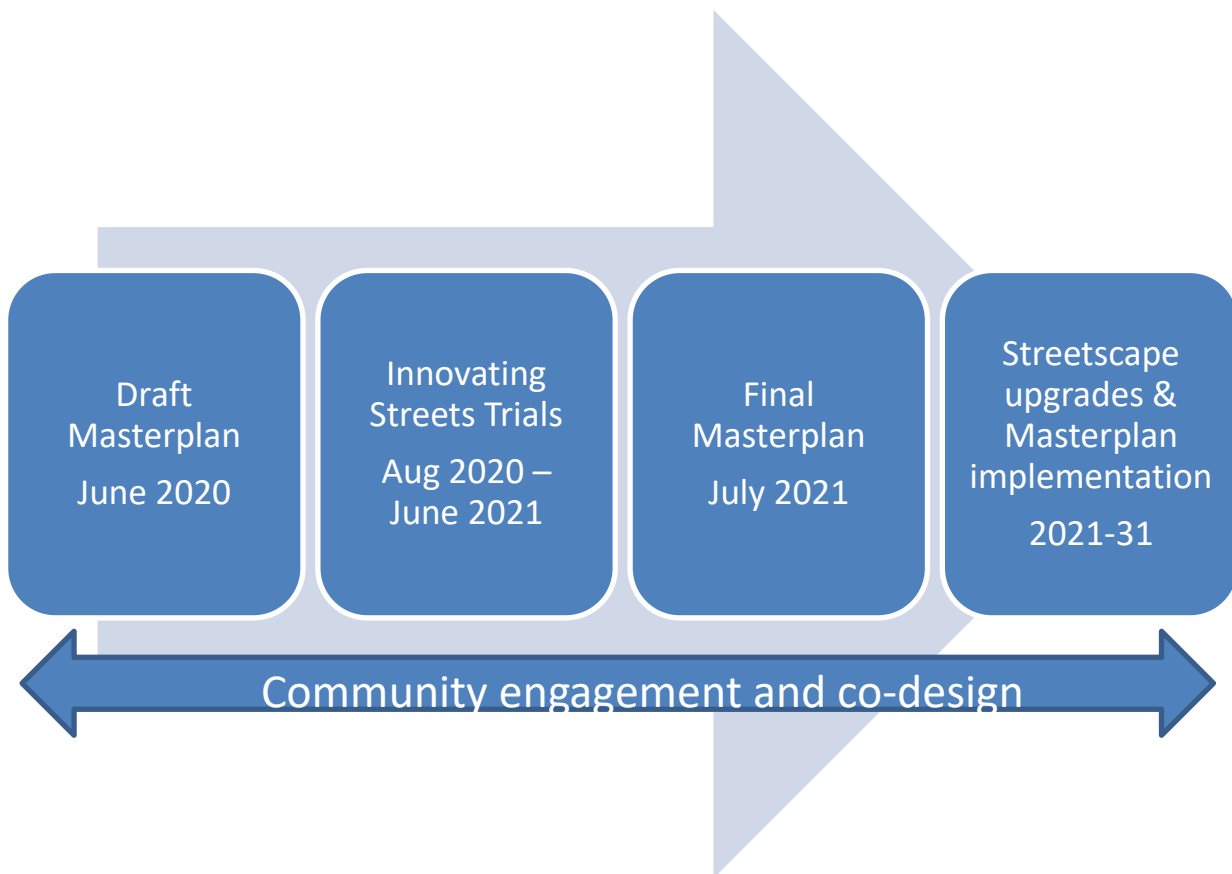 Draft
Masterplan
June 2020
Innovating
Streets Trials
Aug 2020 –
June 2021
Final
Masterplan
July 2021
Streetscape
upgrades &
Masterplan
implementation
2021-31
Community engagement and co-design